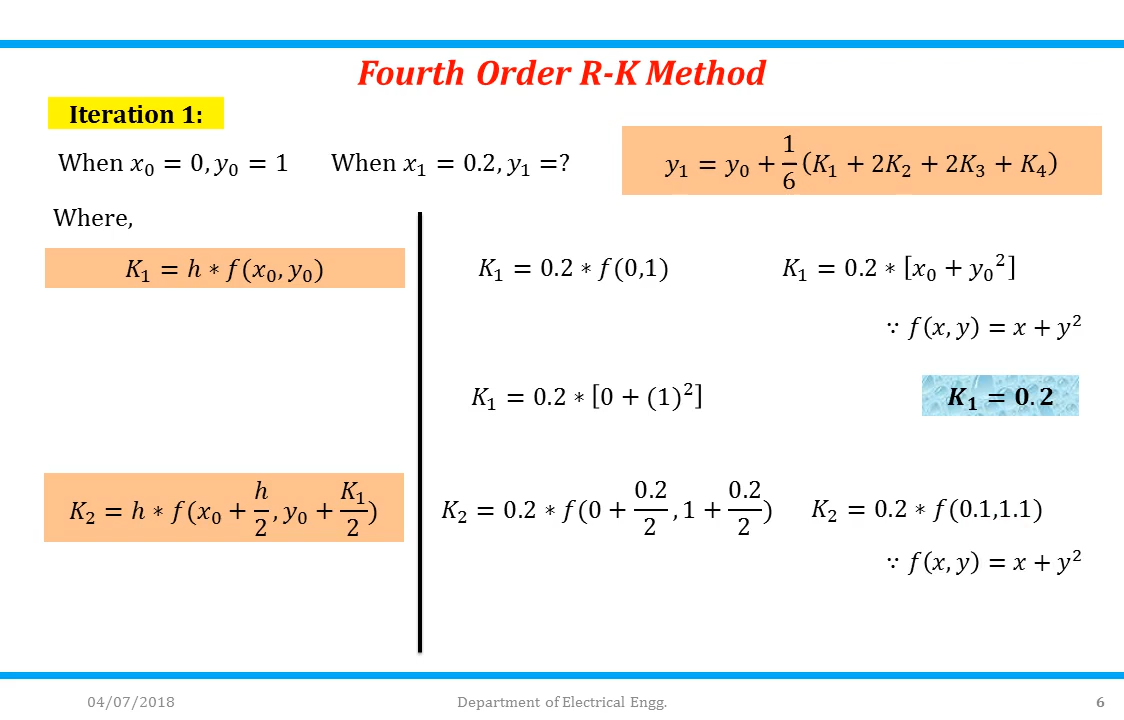 Fourth Order R-K Method
Iteration 1:
When x₀ = 0, y₀ = 1 When x₁ = 0.2, y₁ =?
y₁ = y₀ + 1/6 (K₁ + 2K₂ + 2K₃ + K₄)
Where,
K₁ = h ∗ f(x₀, y₀)
K₁ = 0.2 ∗ f(0,1)
K₁ = 0.2 ∗ [x₀ + y₀²]
∵ f(x, y) = x + y²
K₁ = 0.2 ∗ [0 + (1)²]
K₁ = 0.2
K₂ = h ∗ f(x₀ + h/2, y₀ + K₁/2)
K₂ = 0.2 ∗ f(0 + 0.2/2, 1 + 0.2/2)
K₂ = 0.2 ∗ f(0.1,1.1)
∵ f(x, y) = x + y²
04/07/2018
Department of Electrical Engg.
6